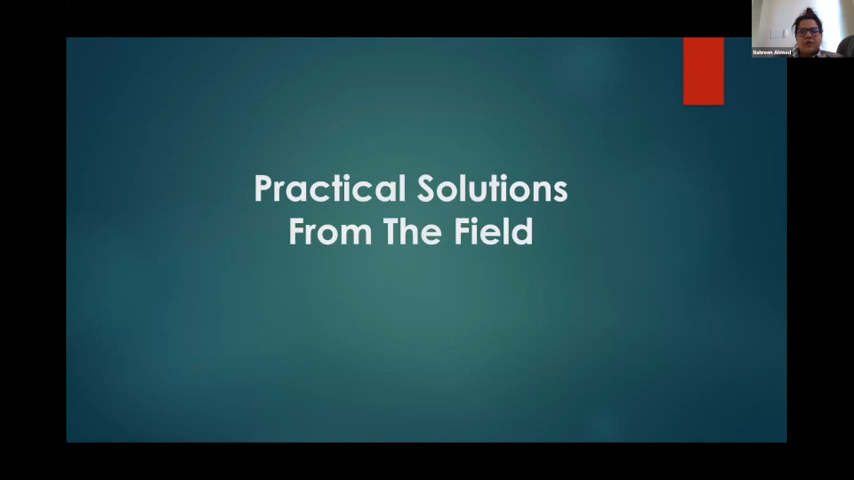 Practical Solutions
From The Field
Nahreen Ahmed